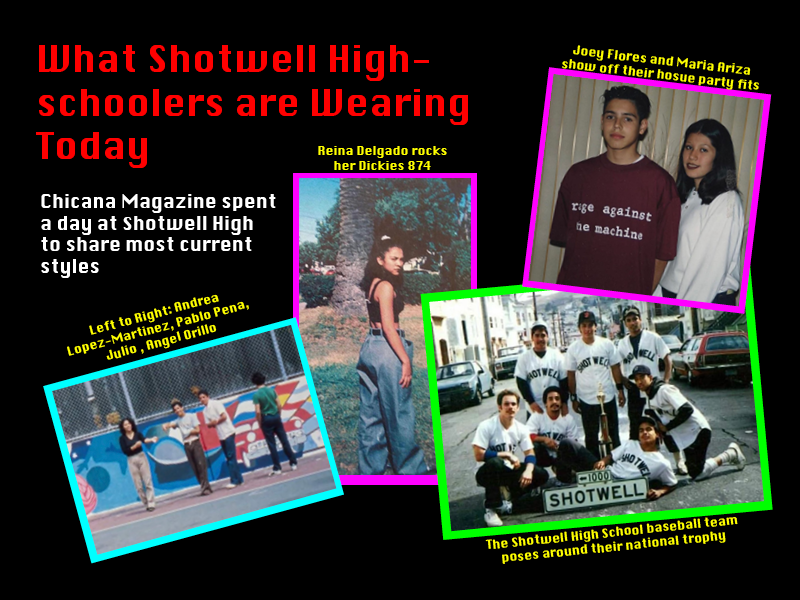 What Shotwell High-
schoolers are Wearing
Today
Chicana Magazine spent
a day at Shotwell High
to share most current
styles
Reina Delgado rocks
her Dickies 874
Joey Flores and Maria Ariza
show off their hosue party fits
rage against
the machine
Left to Right: Andrea
Lopez-Martinez, Pablo Pena,
Julio , Angel Orillo
SHOTWELL
SHOTWELL
SHOTWELL
SHOTWELL
1000
SHOTWELL
The Shotwell High School baseball team
poses around their national trophy